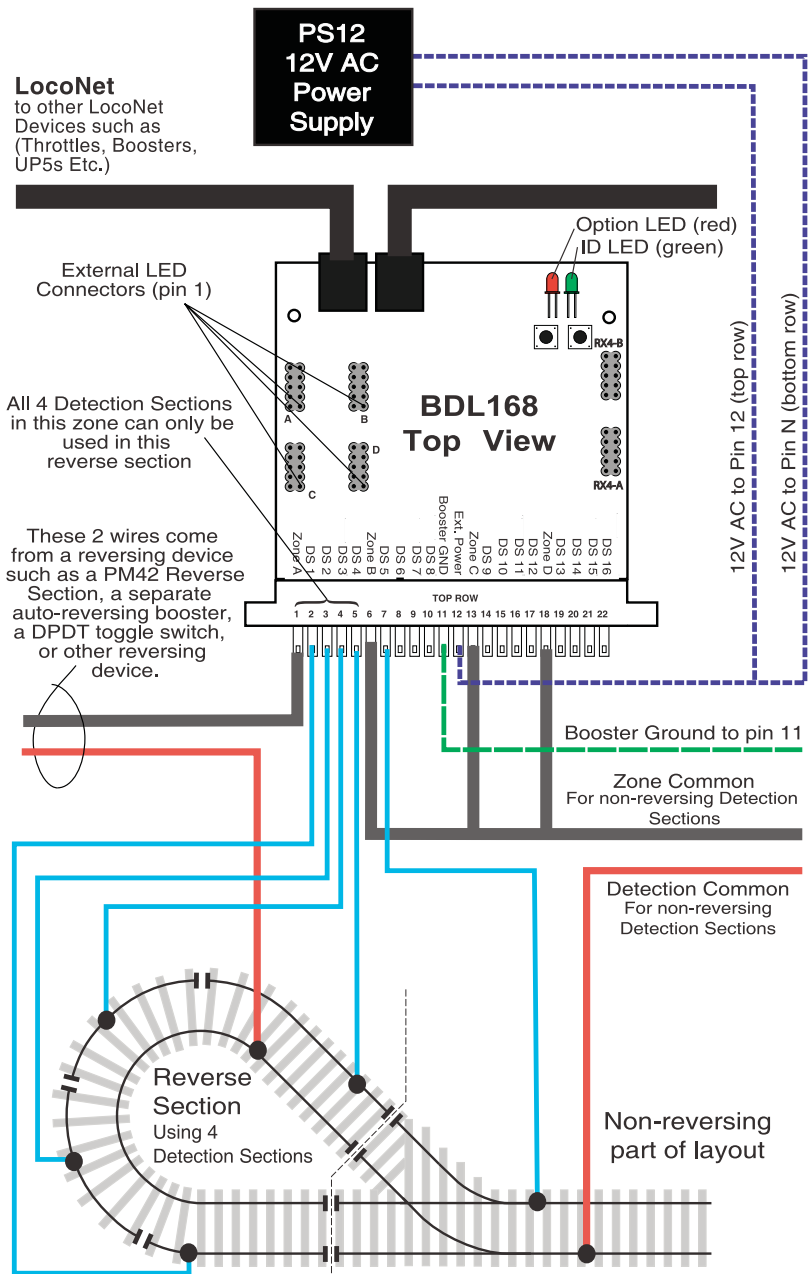 PS12
12V AC
Power
Supply
LocoNet
to other LocoNet
Devices such as
(Throttles, Boosters,
UP5s Etc.)
Option LED (red)
ID LED (green)
External LED
Connectors (pin 1)
RX4-B
A
B
BDL168
Top View
All 4 Detection Sections
in this zone can only be
used in this
reverse section
D
C
RX4-A
12V AC to Pin 12 (top row)
12V AC to Pin N (bottom row)
These 2 wires come
from a reversing device
such as a PM42 Reverse
Section, a separate
auto-reversing booster,
a DPDT toggle switch,
or other reversing
device.
Zone A
DS 1
DS 2
DS 3
DS 4
Zone B
DS 5
DS 6
DS 7
DS 8
Booster GND
Ext. Power
Zone C
DS 9
DS 10
DS 11
DS 12
Zone D
DS 13
DS 14
DS 15
DS 16
TOP ROW
1 2 3 4 5 6 7 8 9 10 11 12 13 14 15 16 17 18 19 20 21 22
Booster Ground to pin 11
Zone Common
For non-reversing Detection
Sections
Detection Common
For non-reversing
Detection Sections
Reverse
Section
Using 4
Detection Sections
Non-reversing
part of layout